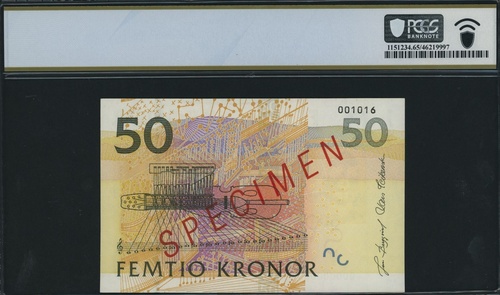 PCGS
BANKNOTE
1151234.65/46219997
50
001016
50
SPECIMEN
FEMTIO KRONOR